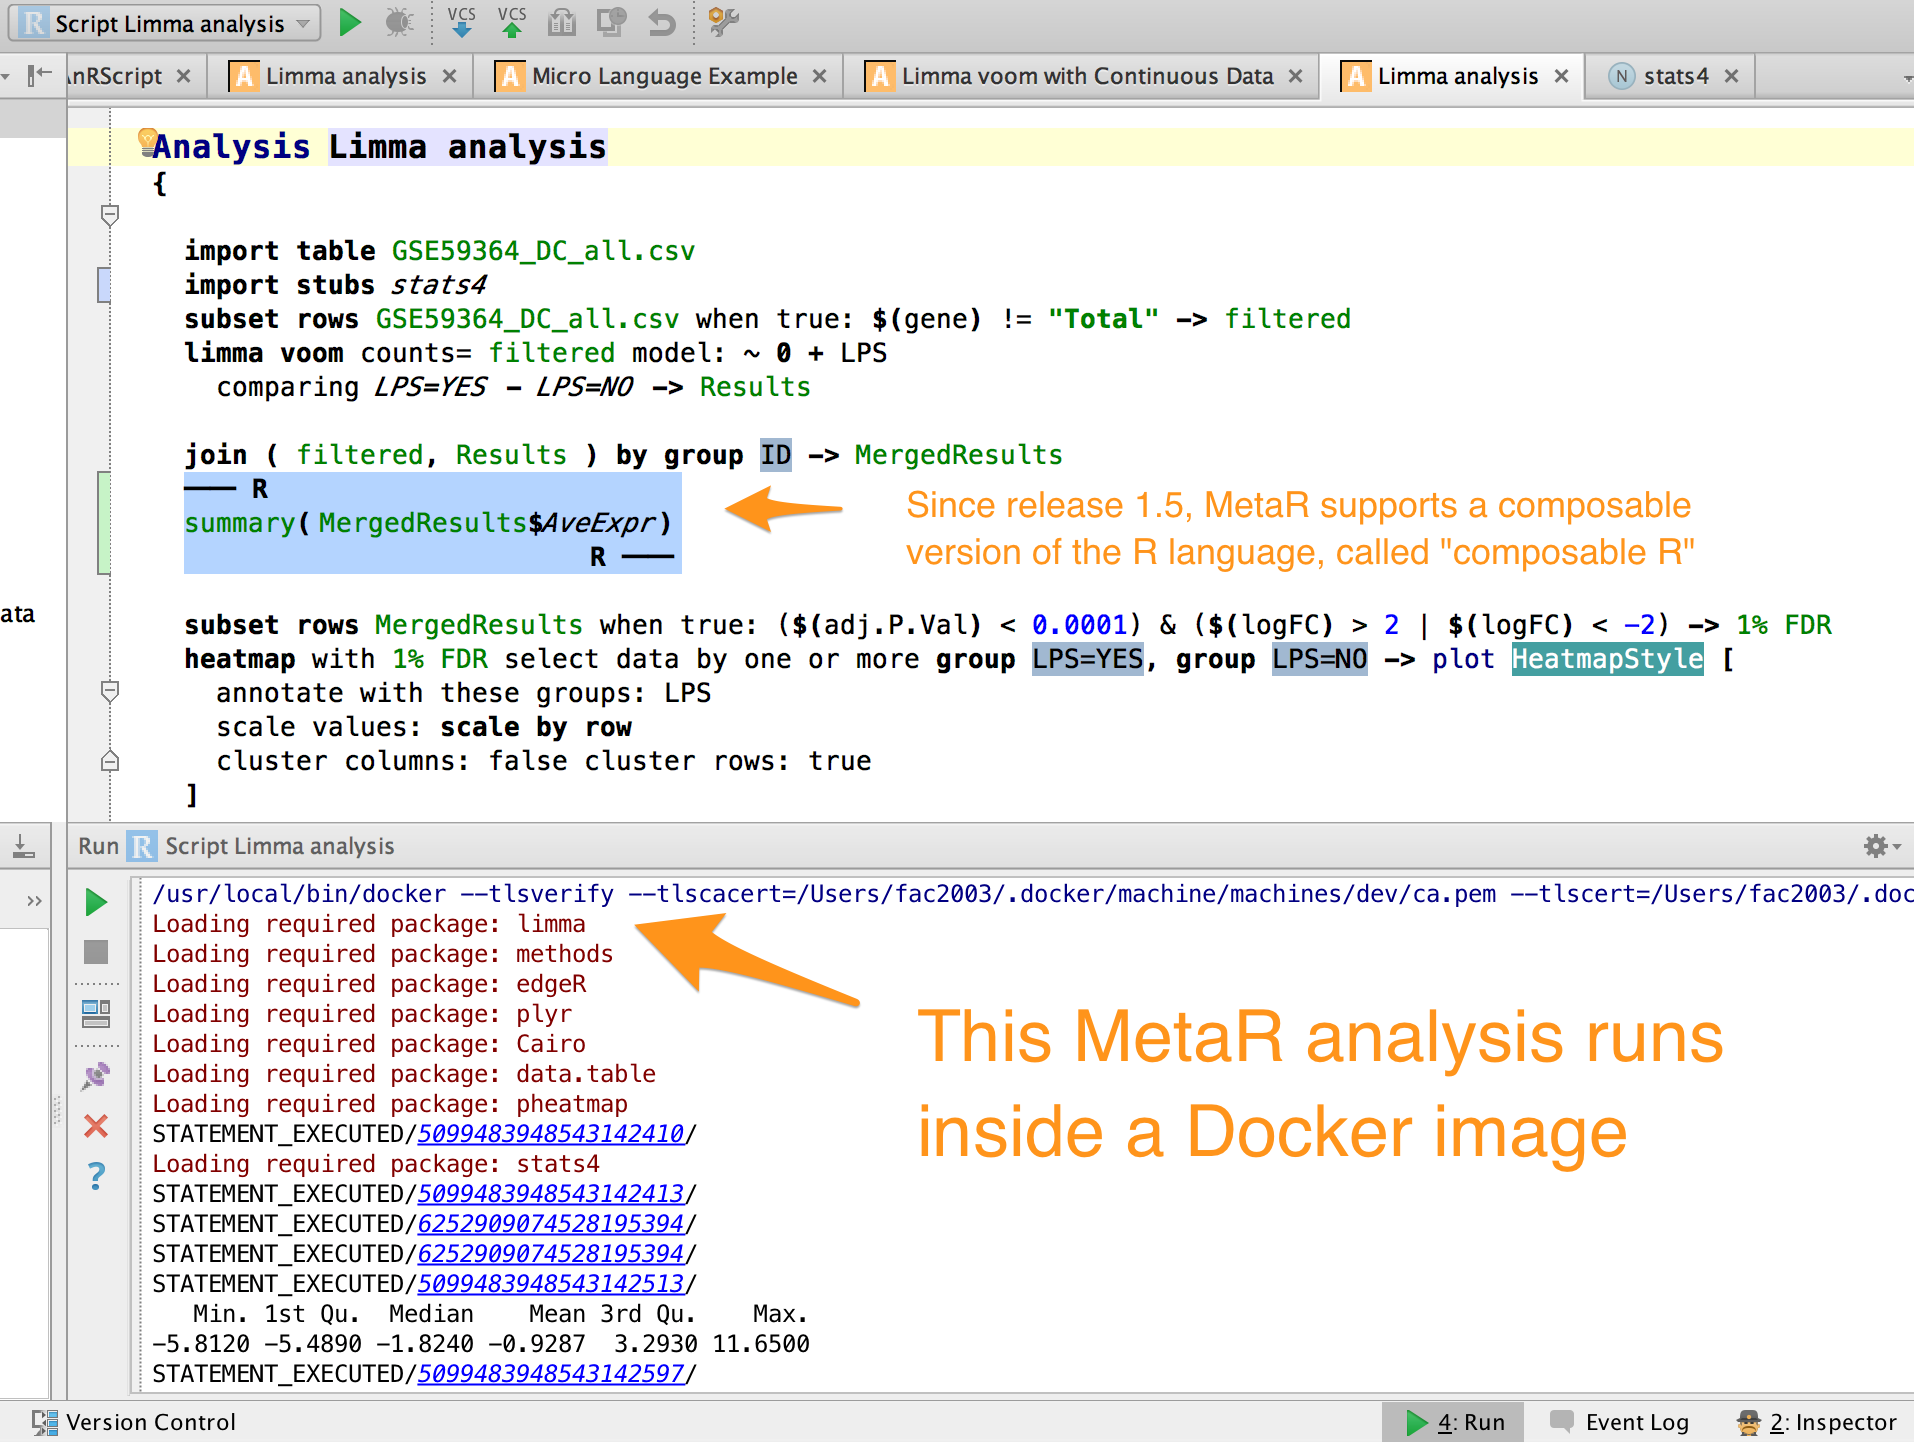 R Script Limma analysis
VCS VCS
nRScript
A Limma analysis
A Micro Language Example
A Limma voom with Continuous Data
A Limma analysis
N stats4
Analysis Limma analysis
{
import table GSE59364_DC_all.csv
import stubs stats4
subset rows GSE59364_DC_all.csv when true: $(gene) != "Total" -> filtered
limma voom counts= filtered model: ~ 0 + LPS
comparing LPS=YES - LPS=NO -> Results
join ( filtered, Results ) by group ID -> MergedResults
R
summary(MergedResults$AveExpr)
R
Since release 1.5, MetaR supports a composable
version of the R language, called "composable R"
ata
subset rows MergedResults when true: ($(adj.P.Val) < 0.0001) & ($(logFC) > 2 | $(logFC) < -2) -> 1% FDR
heatmap with 1% FDR select data by one or more group LPS=YES, group LPS=NO -> plot HeatmapStyle [
annotate with these groups: LPS
scale values: scale by row
cluster columns: false cluster rows: true
]
Run R Script Limma analysis
/usr/local/bin/docker --tlsverify --tlscacert=/Users/fac2003/.docker/machine/machines/dev/ca.pem --tlscert=/Users/fac2003/.doc
Loading required package: limma
Loading required package: methods
Loading required package: edgeR
Loading required package: plyr
Loading required package: Cairo
Loading required package: data.table
Loading required package: pheatmap
STATEMENT_EXECUTED/5099483948543142410/
Loading required package: stats4
STATEMENT_EXECUTED/5099483948543142413/
STATEMENT_EXECUTED/6252909074528195394/
STATEMENT_EXECUTED/6252909074528195394/
STATEMENT_EXECUTED/5099483948543142513/
Min. 1st Qu. Median Mean 3rd Qu. Max.
-5.8120 -5.4890 -1.8240 -0.9287 3.2930 11.6500
STATEMENT_EXECUTED/5099483948543142597/
This MetaR analysis runs
inside a Docker image
Version Control
4: Run
Event Log
2: Inspector